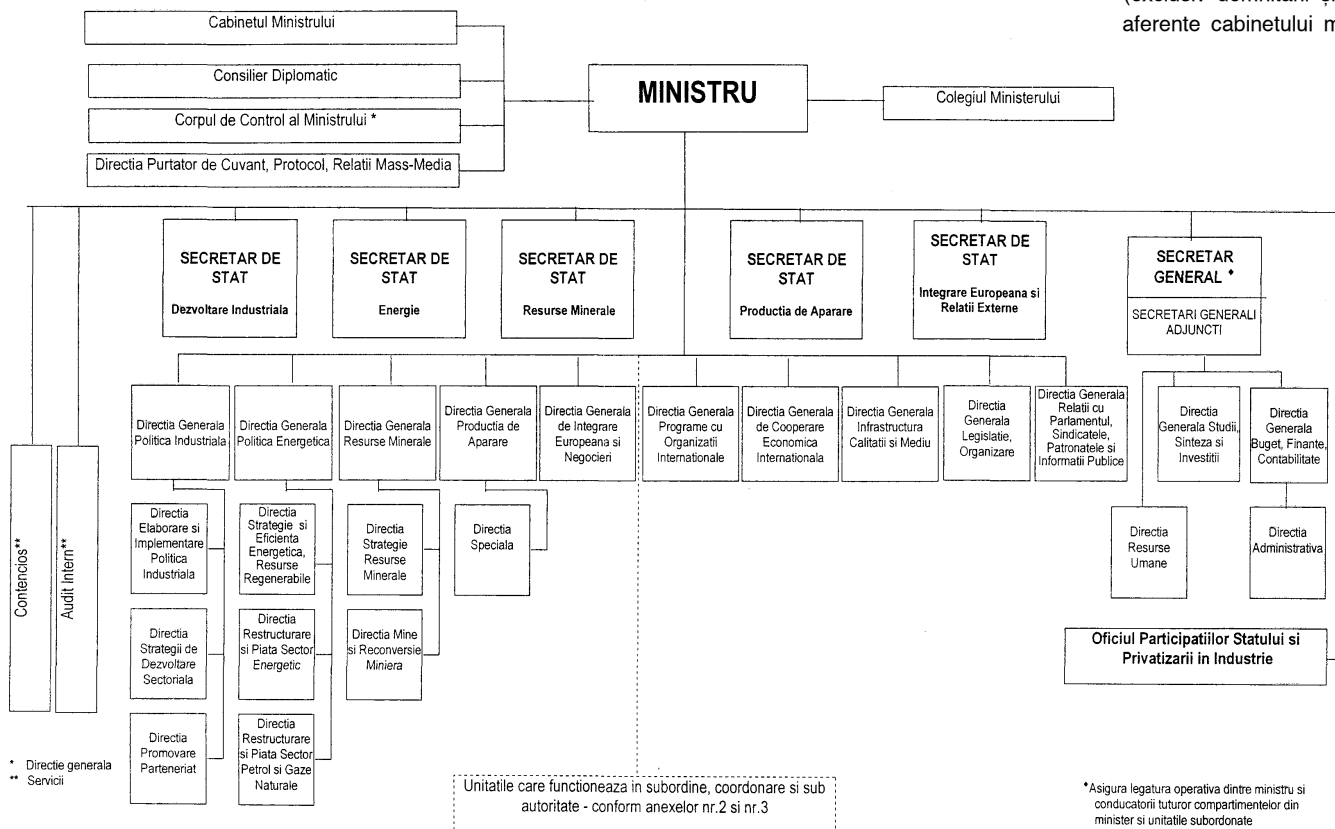 (exclusiv demnitarii și
aferente cabinetului m
Cabinetul Ministrului
Consilier Diplomatic
Corpul de Control al Ministrului *
Directia Purtator de Cuvant, Protocol, Relatii Mass-Media
MINISTRU
Colegiul Ministerului
SECRETAR DE
STAT
Dezvoltare Industriala
SECRETAR DE
STAT
Energie
SECRETAR DE
STAT
Resurse Minerale
SECRETAR DE
STAT
Productia de Aparare
SECRETAR DE
STAT
Integrare Europeana si
Relatii Externe
SECRETAR
GENERAL ♦
SECRETARI GENERALI
ADJUNCTI
Directia Generala
Politica Industriala
Directia Generala
Politica Energetica
Directia Generala
Resurse Minerale
Directia Generala
Productia de
Aparare
Directia Generala
de Integrare
Europeana si
Negocieri
Directia Generala
Programe cu
Organizatii
Internationale
Directia Generala
de Cooperare
Economica
Internationala
Directia Generala
Infrastructura
Calitatii si Mediu
Directia
Generala
Legislatie,
Organizare
Directia Generala
Relatii cu
Parlamentul,
Sindicatele,
Patronatele si
Informatii Publice
Directia
Generala Studii,
Sinteza si
Investitii
Directia
Generala
Buget, Finante,
Contabilitate
Contencios**
Audit Intern**
Directia
Elaborare si
Implementare
Politica
Industriala
Directia
Strategie si
Eficienta
Energetica,
Resurse
Regenerabile
Directia
Strategie
Resurse
Minerale
Directia
Speciala
Directia
Resurse
Umane
Directia
Administrativa
Directia
Strategii de
Dezvoltare
Sectoriala
Directia
Restructurare
si Piata Sector
Energetic
Directia Mine
si Reconversie
Miniera
Oficiul Participatiilor Statului si
Privatizarii in Industrie
Directia
Promovare
Parteneriat
Directia
Restructurare
si Piata Sector
Petrol si Gaze
Naturale
* Directie generala
** Servicii
Unitatile care functioneaza in subordine, coordonare si sub
autoritate - conform anexelor nr.2 si nr.3
♦Asigura legatura operativa dintre ministru si
conducatorii tuturor compartimentelor din
minister si unitatile subordonate